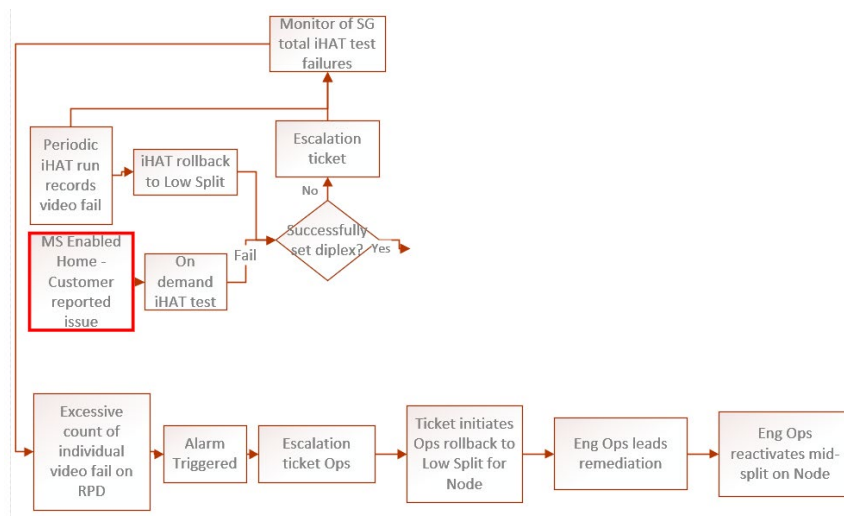 Monitor of SG
total iHAT test
failures
Periodic
iHAT run
records
video fail
iHAT rollback
to Low Split
Escalation
ticket
No
Successfully
set diplex?
Yes
MS Enabled
Home -
Customer
reported
issue
On
demand
iHAT test
Fail
Excessive
count of
individual
video fail on
RPD
Alarm
Triggered
Escalation
ticket Ops
Ticket initiates
Ops rollback to
Low Split for
Node
Eng Ops leads
remediation
Eng Ops
reactivates mid-
split on Node